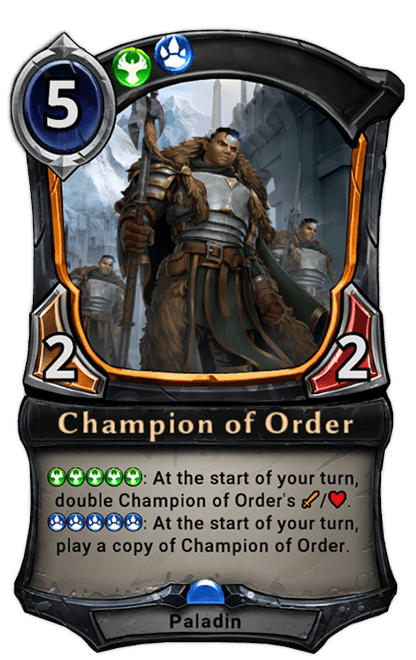 5
2
2
Champion of Order
: At the start of your turn,
double Champion of Order's /.
: At the start of your turn,
play a copy of Champion of Order.
Paladin